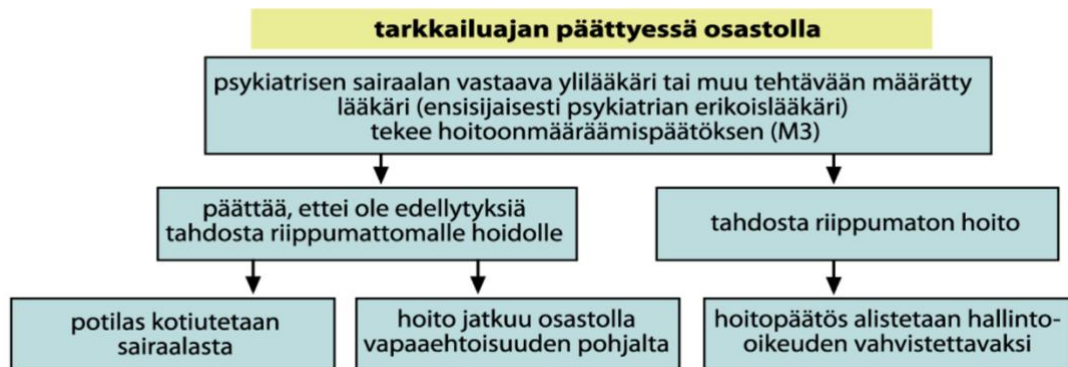 tarkkailuajan päättyessä osastolla
psykiatrisen sairaalan vastaava ylilääkäri tai muu tehtävään määrätty
lääkäri (ensisijaisesti psykiatrian erikoislääkäri)
tekee hoitoonmääräämispäätöksen (M3)
päättää, ettei ole edellytyksiä
tahdosta riippumattomalle hoidolle
tahdosta riippumaton hoito
potilas kotiutetaan
sairaalasta
hoito jatkuu osastolla
vapaaehtoisuuden pohjalta
hoitopäätös alistetaan hallinto-
oikeuden vahvistettavaksi